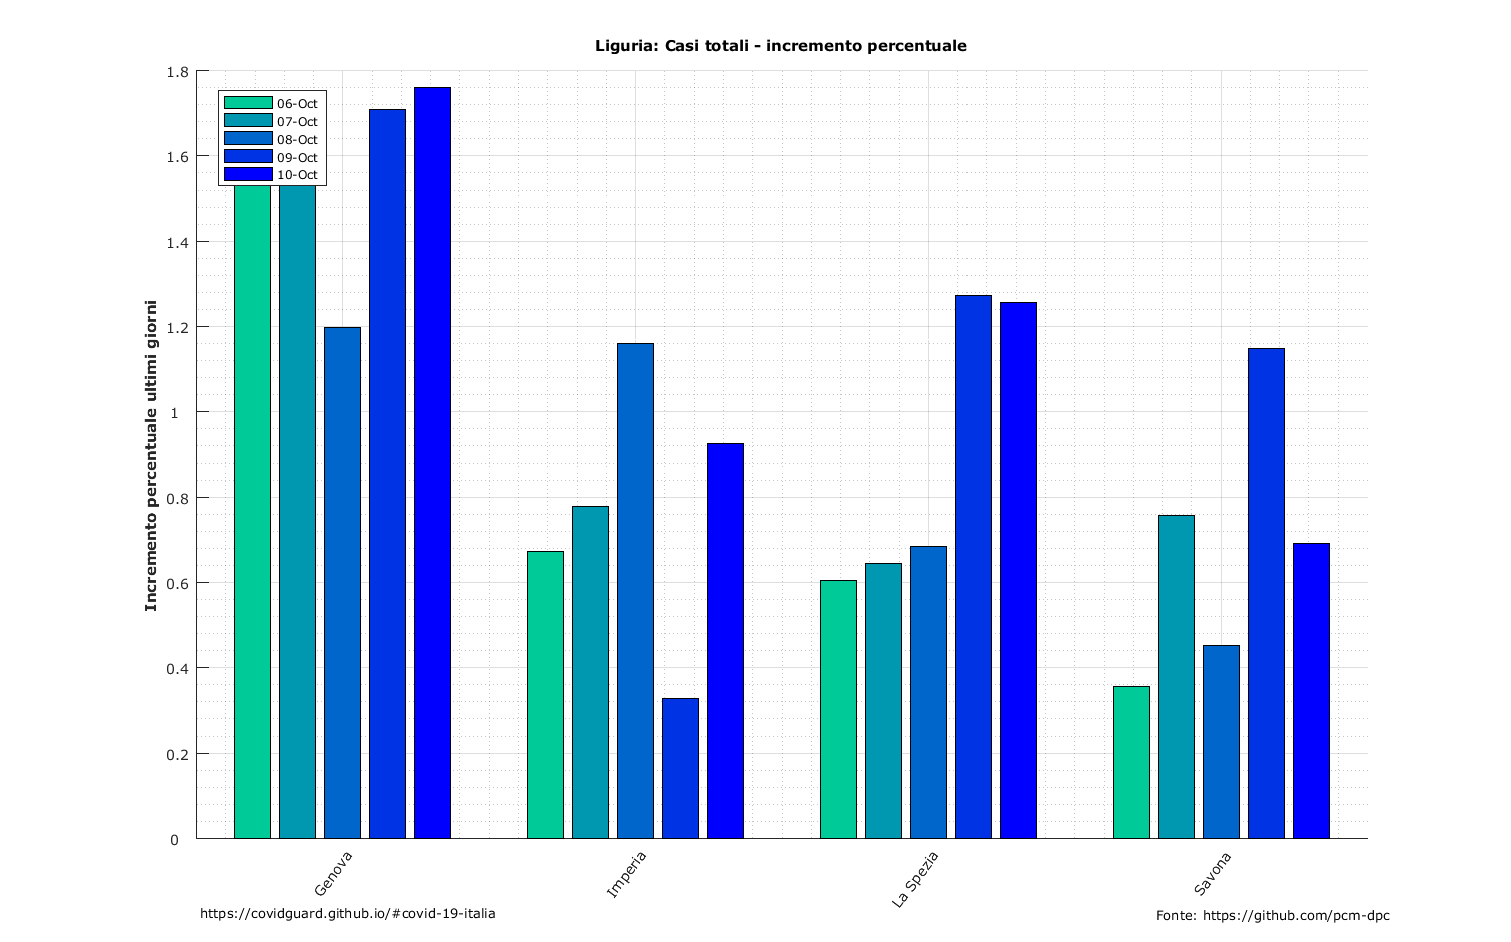 Liguria: Casi totali - incremento percentuale
1.8
1.6
1.4
1.2
1
0.8
0.6
0.4
0.2
0
Incremento percentuale ultimi giorni
06-Oct
07-Oct
08-Oct
09-Oct
10-Oct
Genova
Imperia
La Spezia
Savona
https://covidguard.github.io/#covid-19-italia
Fonte: https://github.com/pcm-dpc